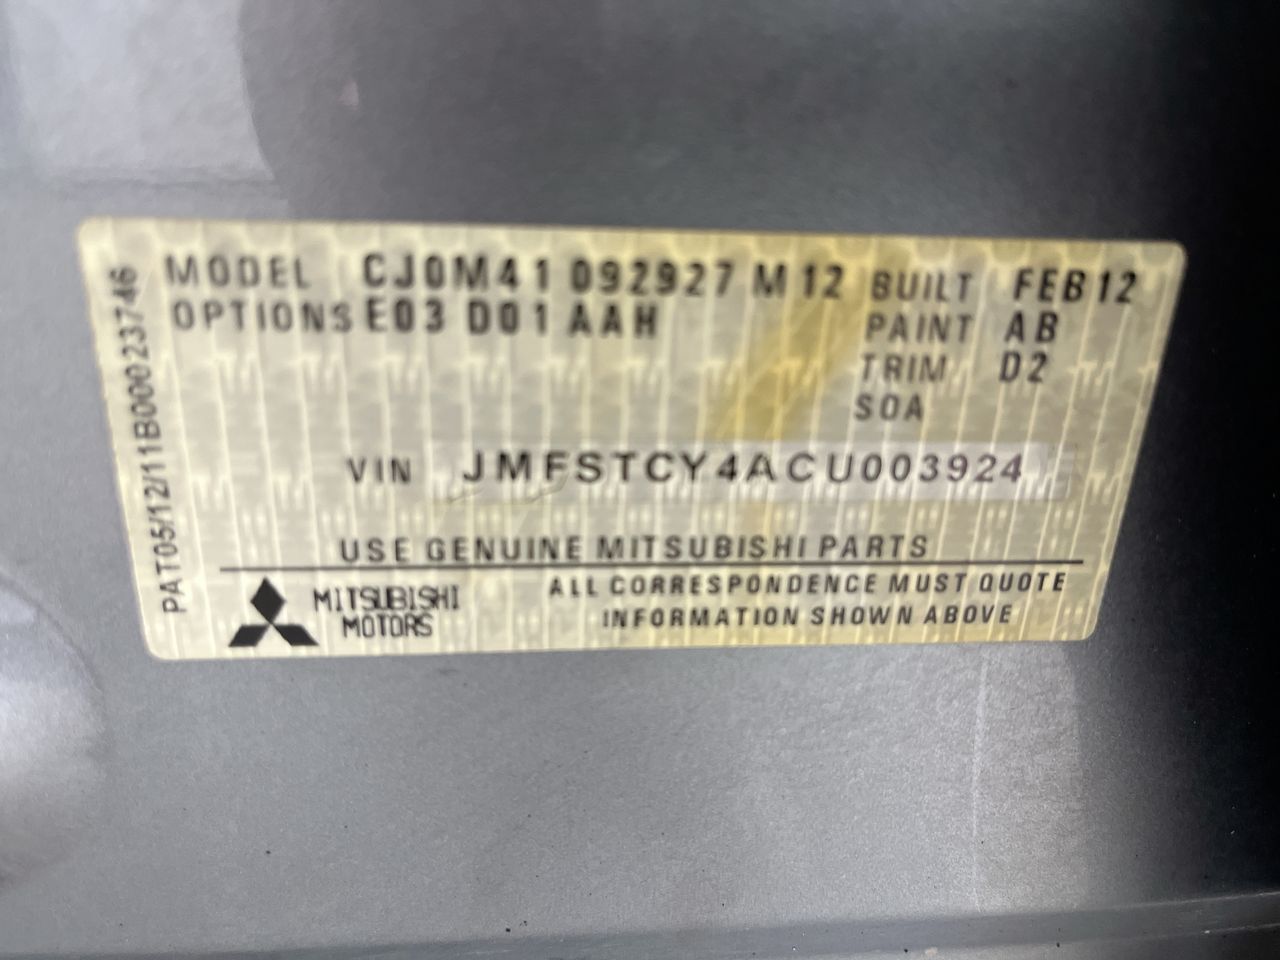 MODEL CJ0M41 092927 M12 BUILT FEB12
OPTIONS E03 D01 AAH PAINT AB
TRIM D2
SOA
VIN JMFSTCY4ACU003924
USE GENUINE MITSUBISHI PARTS
MITSUBISHI MOTORS
ALL CORRESPONDENCE MUST QUOTE
INFORMATION SHOWN ABOVE
PAT05/12/11B00023746